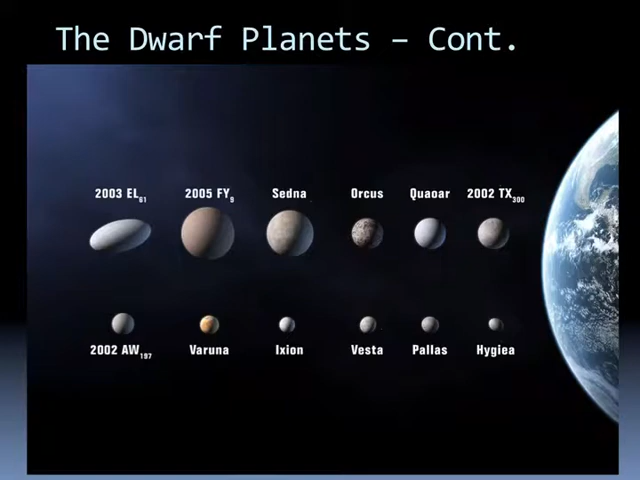 The Dwarf Planets – Cont.
2003 EL61 2005 FY9 Sedna Orcus Quaoar 2002 TX300
2002 AW197 Varuna Ixion Vesta Pallas Hygiea